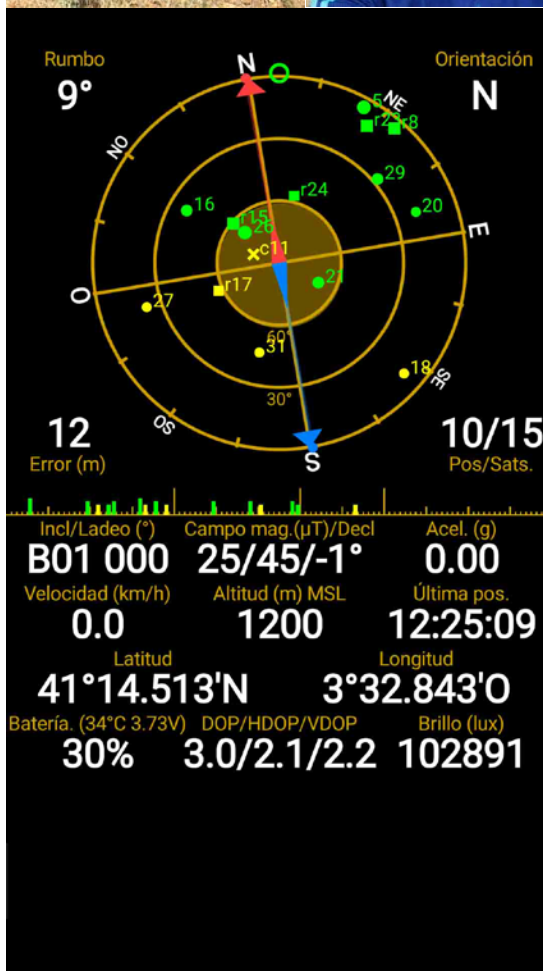 Rumbo Orientación
9° N
N
NE
E
SE
S
SO
O
NO
5
r23 r8
29
20
r24
16
r15
26
c11
21
r17
27
31
18
60°
30°
12 10/15
Error (m) Pos/Sats.
Incl/Ladeo (°) Campo mag.(µT)/Decl Acel. (g)
B01 000 25/45/-1° 0.00
Velocidad (km/h) Altitud (m) MSL Última pos.
0.0 1200 12:25:09
Latitud Longitud
41°14.513'N 3°32.843'O
Batería. (34°C 3.73V) DOP/HDOP/VDOP Brillo (lux)
30% 3.0/2.1/2.2 102891